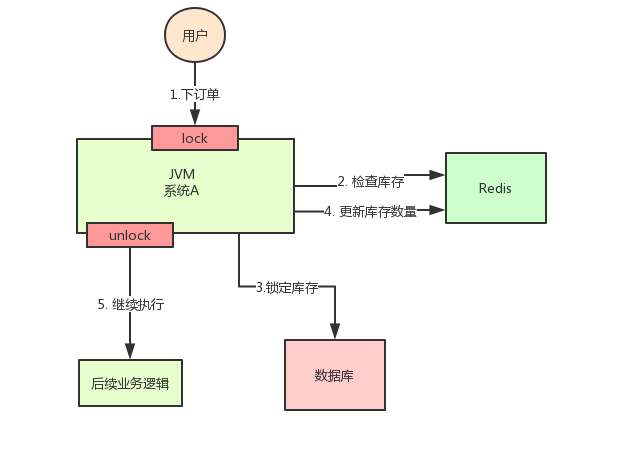 用户
1.下订单
lock
JVM
系统A
2. 检查库存
Redis
4. 更新库存数量
unlock
3.锁定库存
5. 继续执行
数据库
后续业务逻辑